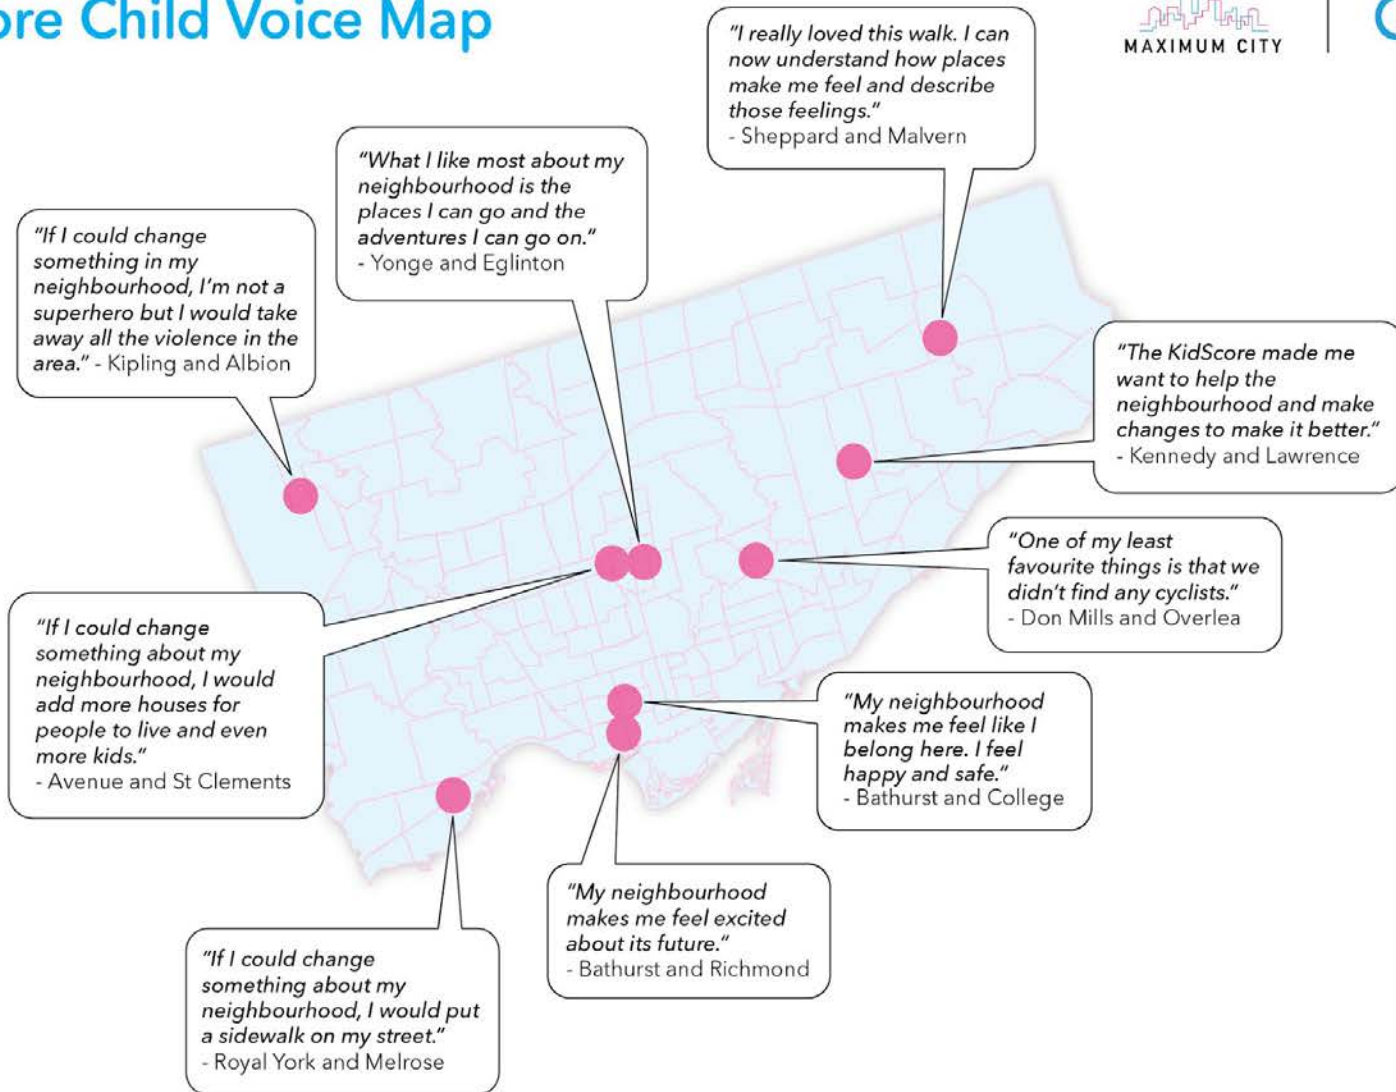 ore Child Voice Map
MAXIMUM CITY
"I really loved this walk. I can
now understand how places
make me feel and describe
those feelings."
- Sheppard and Malvern
"What I like most about my
neighbourhood is the
places I can go and the
adventures I can go on."
- Yonge and Eglinton
"If I could change
something in my
neighbourhood, I'm not a
superhero but I would take
away all the violence in the
area." - Kipling and Albion
"The KidScore made me
want to help the
neighbourhood and make
changes to make it better."
- Kennedy and Lawrence
"One of my least
favourite things is that we
didn't find any cyclists."
- Don Mills and Overlea
"If I could change
something about my
neighbourhood, I would
add more houses for
people to live and even
more kids."
- Avenue and St Clements
"My neighbourhood
makes me feel like I
belong here. I feel
happy and safe."
- Bathurst and College
"My neighbourhood
makes me feel excited
about its future."
- Bathurst and Richmond
"If I could change
something about my
neighbourhood, I would put
a sidewalk on my street."
- Royal York and Melrose